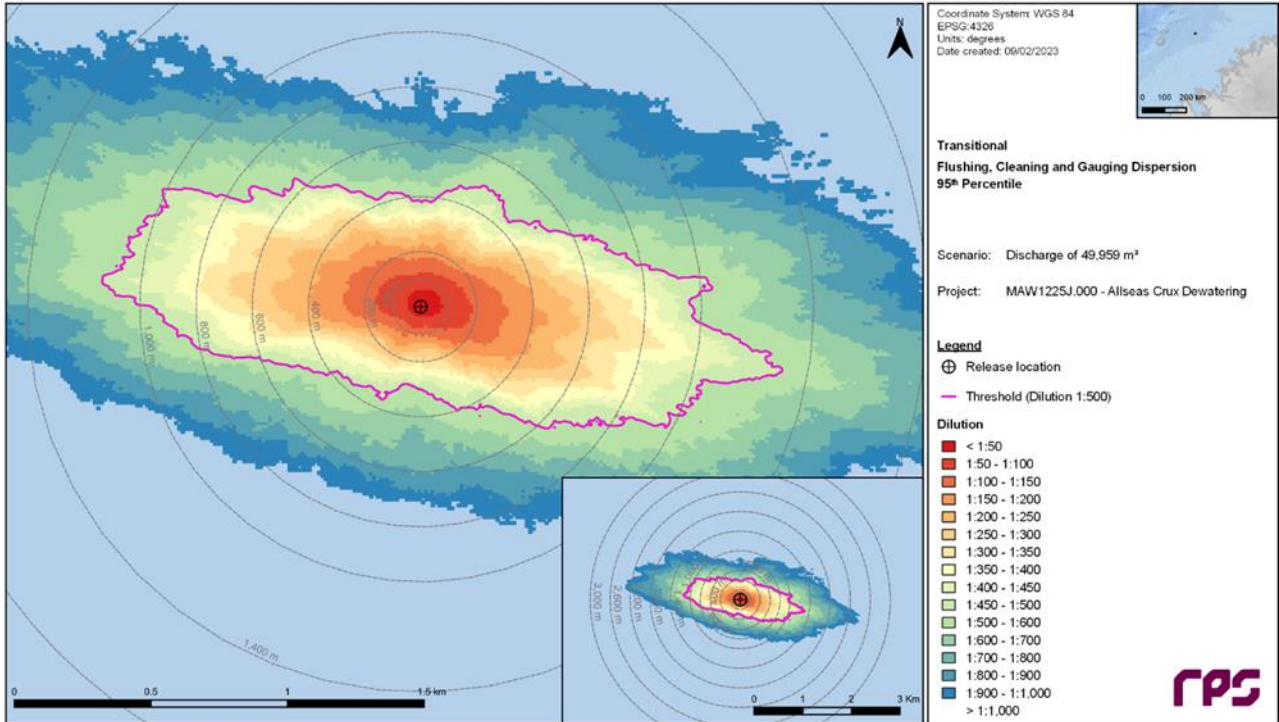 N
1,000 m
800 m
600 m
400 m
1,400 m
0 0.5 1 1.5 km
3,000 m
2,600 m
0 1 2 3 Km
Coordinate System: WGS 84
EPSG:4326
Units: degrees
Date created: 09/02/2023
0 100 200 km
Transitional
Flushing, Cleaning and Gauging Dispersion
95th Percentile
Scenario: Discharge of 49,959 m³
Project: MAW1225J.000 - Allseas Crux Dewatering
Legend
Release location
Threshold (Dilution 1:500)
Dilution
< 1:50
1:50 - 1:100
1:100 - 1:150
1:150 - 1:200
1:200 - 1:250
1:250 - 1:300
1:300 - 1:350
1:350 - 1:400
1:400 - 1:450
1:450 - 1:500
1:500 - 1:600
1:600 - 1:700
1:700 - 1:800
1:800 - 1:900
1:900 - 1:1,000
> 1:1,000
rps